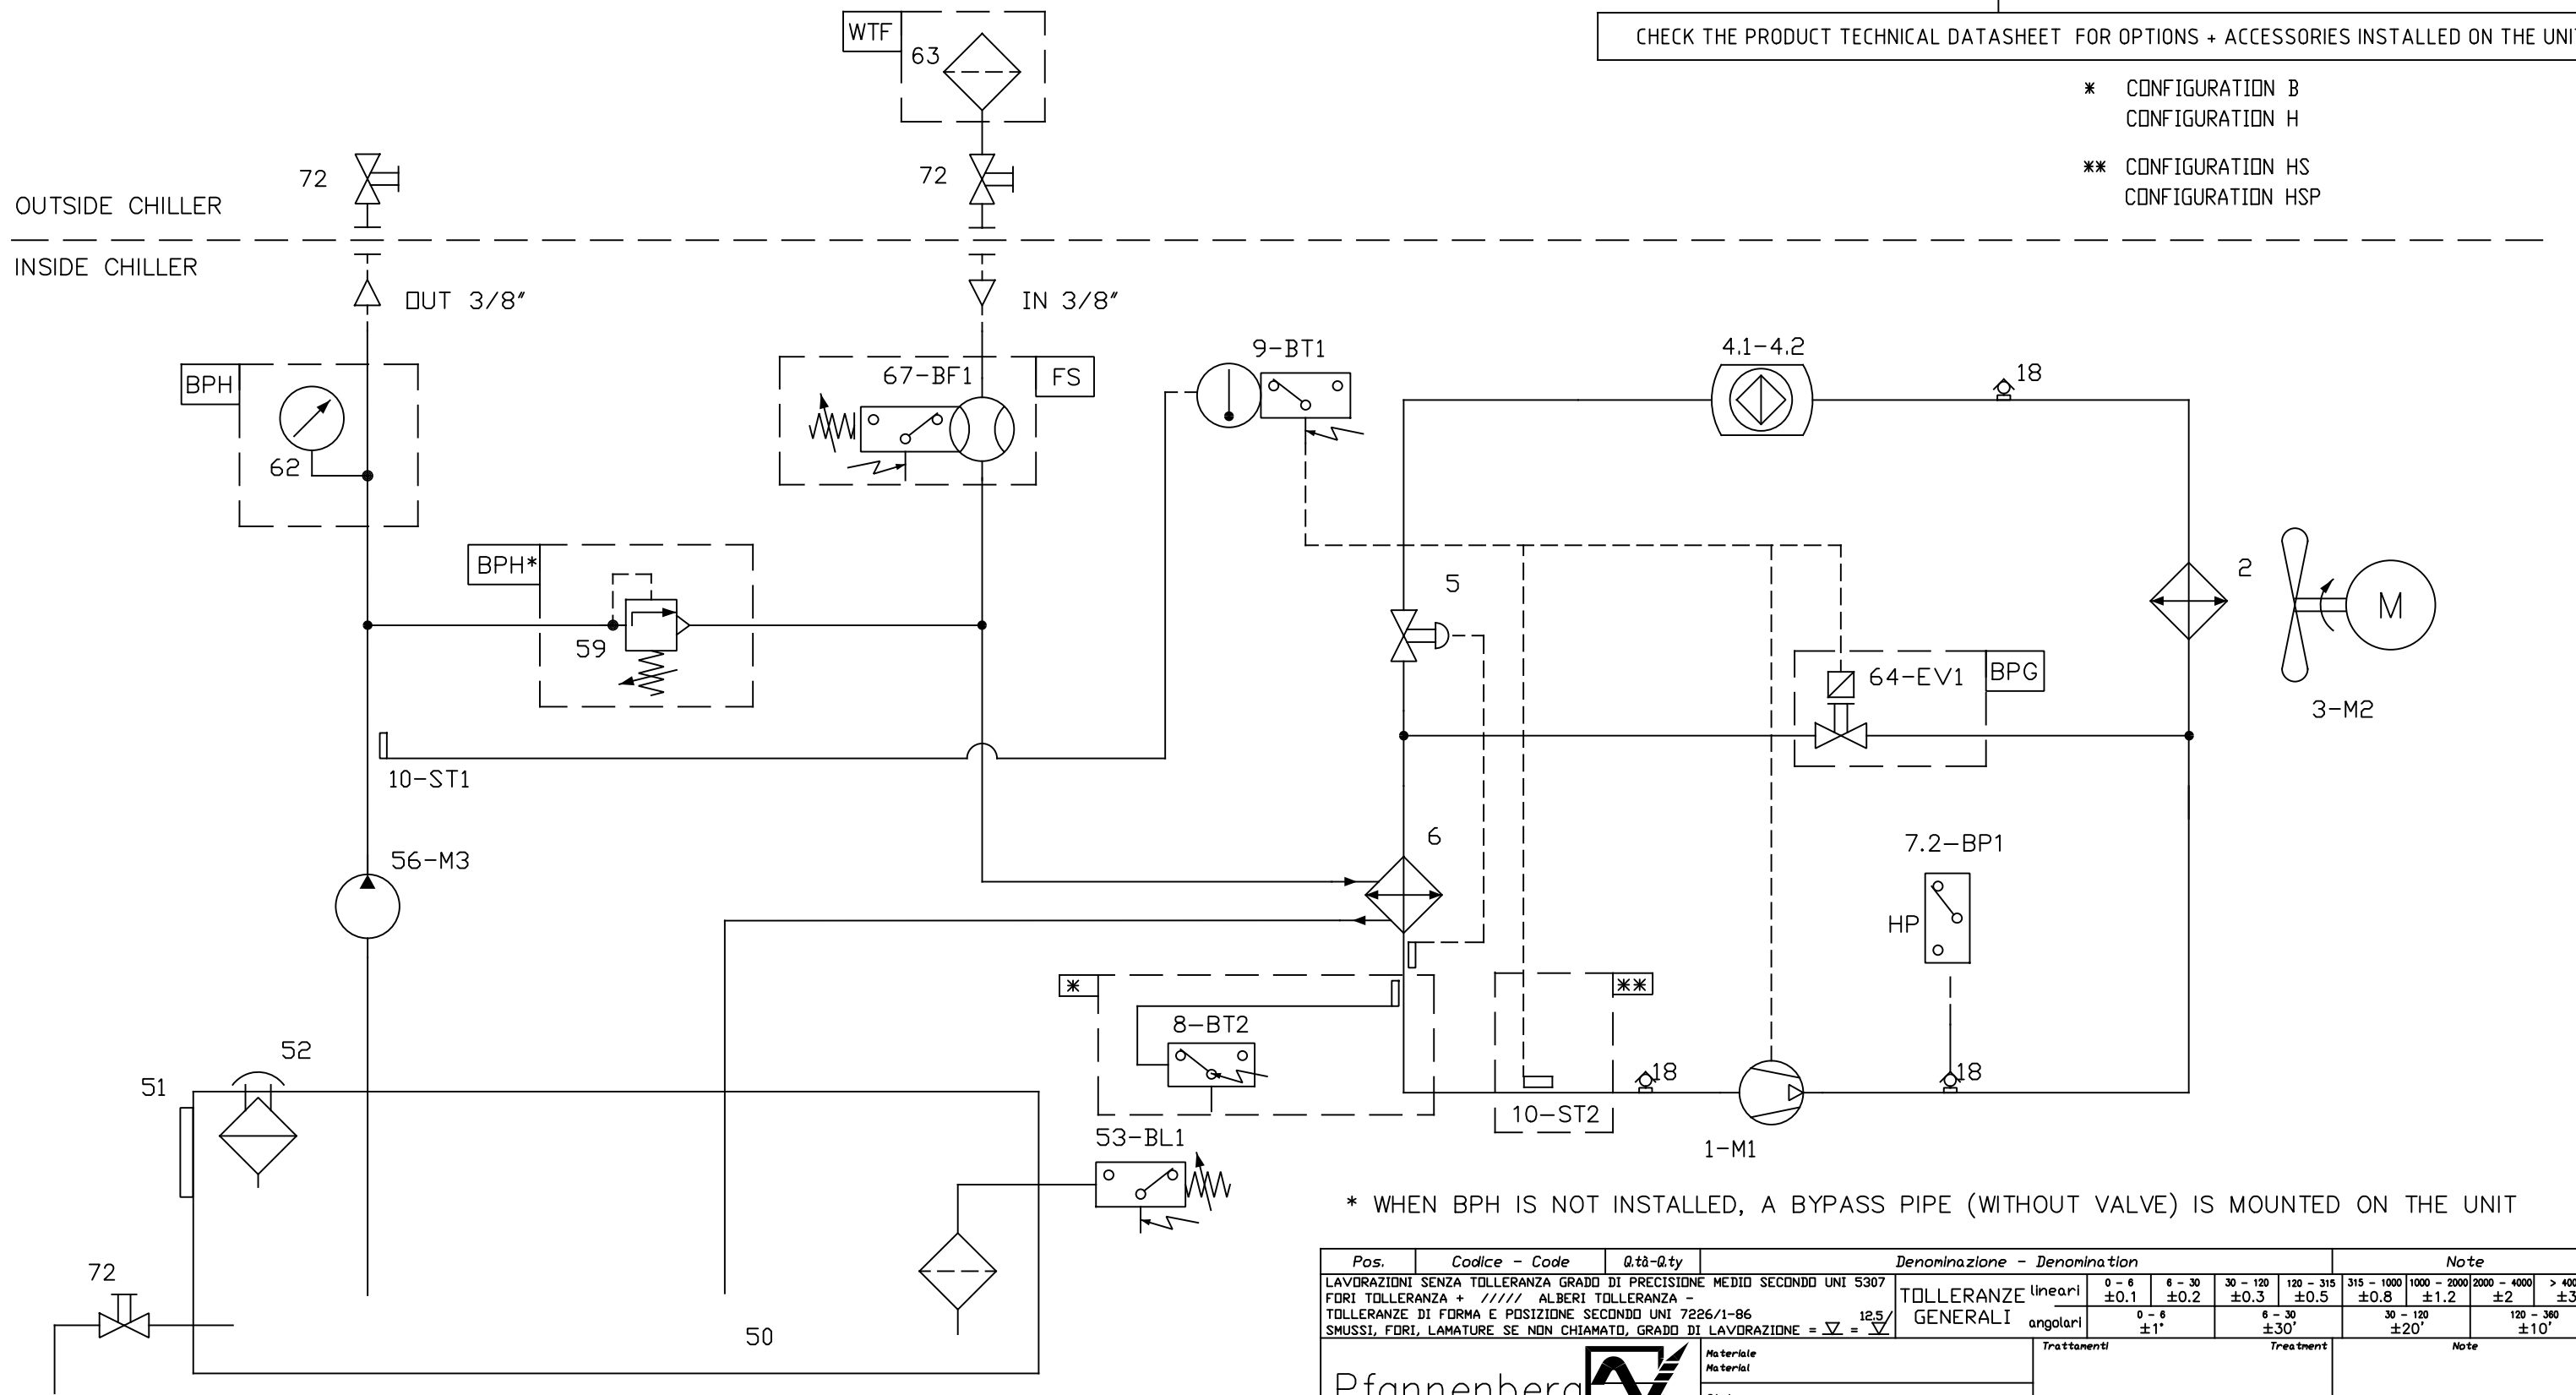 WTF
63
CHECK THE PRODUCT TECHNICAL DATASHEET FOR OPTIONS + ACCESSORIES INSTALLED ON THE
* CONFIGURATION B
CONFIGURATION H
** CONFIGURATION HS
CONFIGURATION HSP
72
72
OUTSIDE CHILLER
INSIDE CHILLER
OUT 3/8"
IN 3/8"
BPH
62
67-BF1
FS
9-BT1
4.1-4.2
18
BPH*
59
5
2
M
3-M2
64-EV1
BPG
10-ST1
56-M3
6
7.2-BP1
HP
*
8-BT2
**
10-ST2
18
18
1-M1
52
51
53-BL1
72
50
* WHEN BPH IS NOT INSTALLED, A BYPASS PIPE (WITHOUT VALVE) IS MOUNTED ON THE UNIT
Pos. Codice - Code Q.tà-Q.ty Denominazione - Denomination Note
LAVORAZIONI SENZA TOLLERANZA GRADO DI PRECISIONE MEDIO SECONDO UNI 5307
FORI TOLLERANZA + ///// ALBERI TOLLERANZA -
TOLLERANZE DI FORMA E POSIZIONE SECONDO UNI 7226/1-86
SMUSSI, FORI, LAMATURE SE NON CHIAMATO, GRADO DI LAVORAZIONE = = 12.5/
TOLLERANZE GENERALI
lineari 0 - 6 6 - 30 30 - 120 120 - 315 315 - 1000 1000 - 2000 2000 - 4000
±0.1 ±0.2 ±0.3 ±0.5 ±0.8 ±1.2 ±2
angolari 0 - 6 6 - 30 30 - 120 120 - 360
±1° ±30' ±20' ±10'
Pfannenberg
Materiale
Material
Trattamenti Treatment
Note